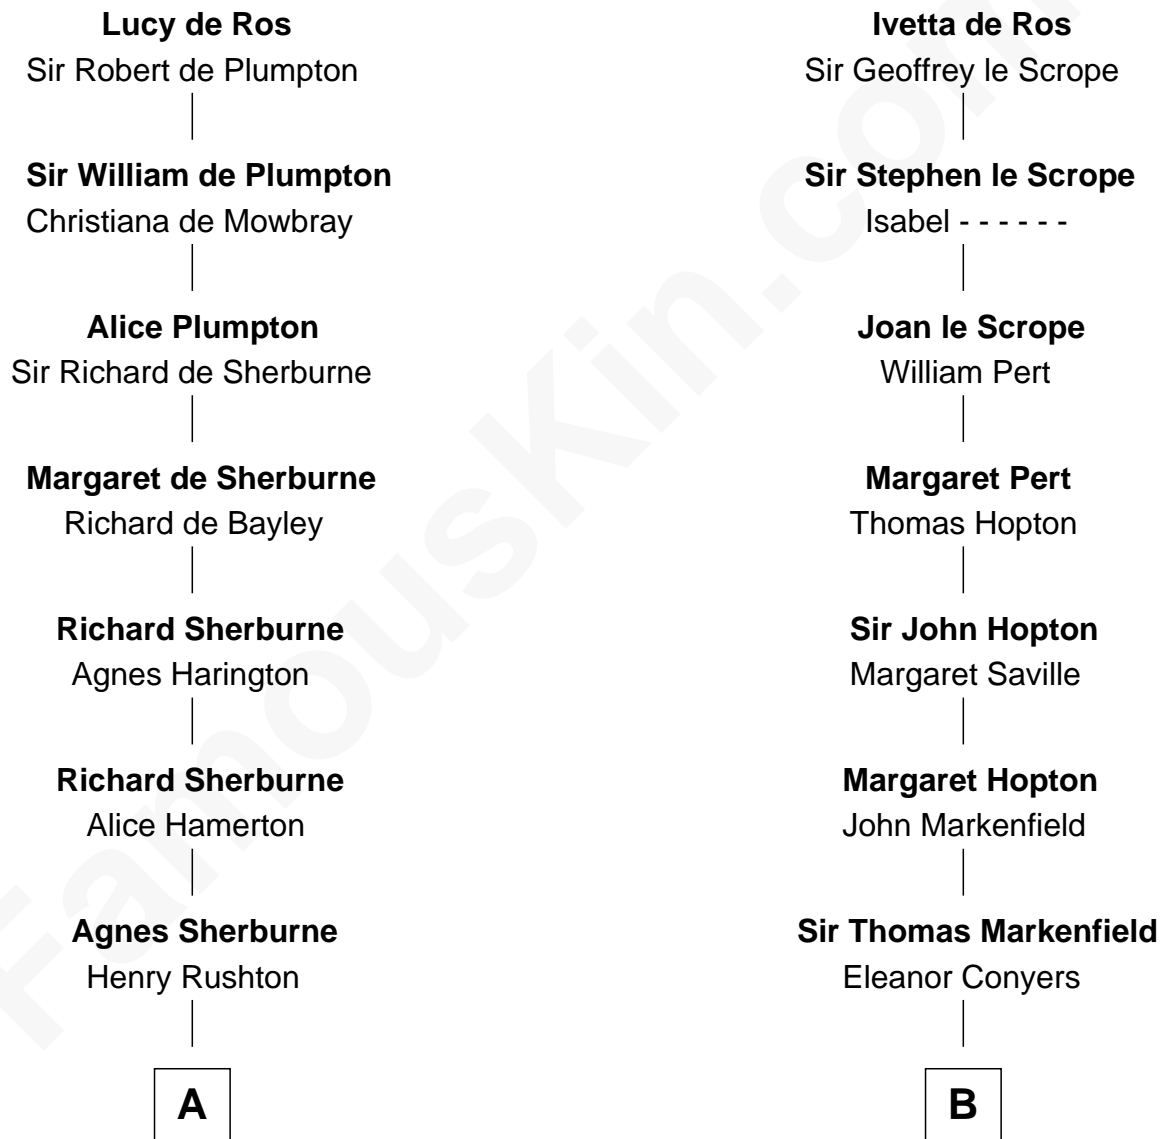 Lucy de Ros
Sir Robert de Plumpton
Sir William de Plumpton
Christiana de Mowbray
Alice Plumpton
Sir Richard de Sherburne
Margaret de Sherburne
Richard de Bayley
Richard Sherburne
Agnes Harington
Richard Sherburne
Alice Hamerton
Agnes Sherburne
Henry Rushton
A
Ivetta de Ros
Sir Geoffrey le Scrope
Sir Stephen le Scrope
Isabel - - - - - -
Joan le Scrope
William Pert
Margaret Pert
Thomas Hopton
Sir John Hopton
Margaret Saville
Margaret Hopton
John Markenfield
Sir Thomas Markenfield
Eleanor Conyers
B
FamousKin.com